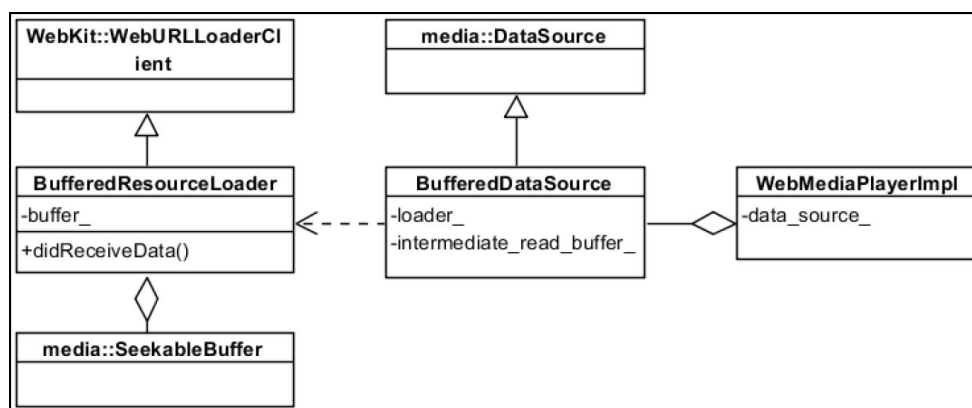 WebKit::WebURLLoaderCl
ient
media::DataSource
BufferedResourceLoader
-buffer_
+didReceiveData()
BufferedDataSource
-loader_
-intermediate_read_buffer_
WebMediaPlayerImpl
-data_source_
media::SeekableBuffer